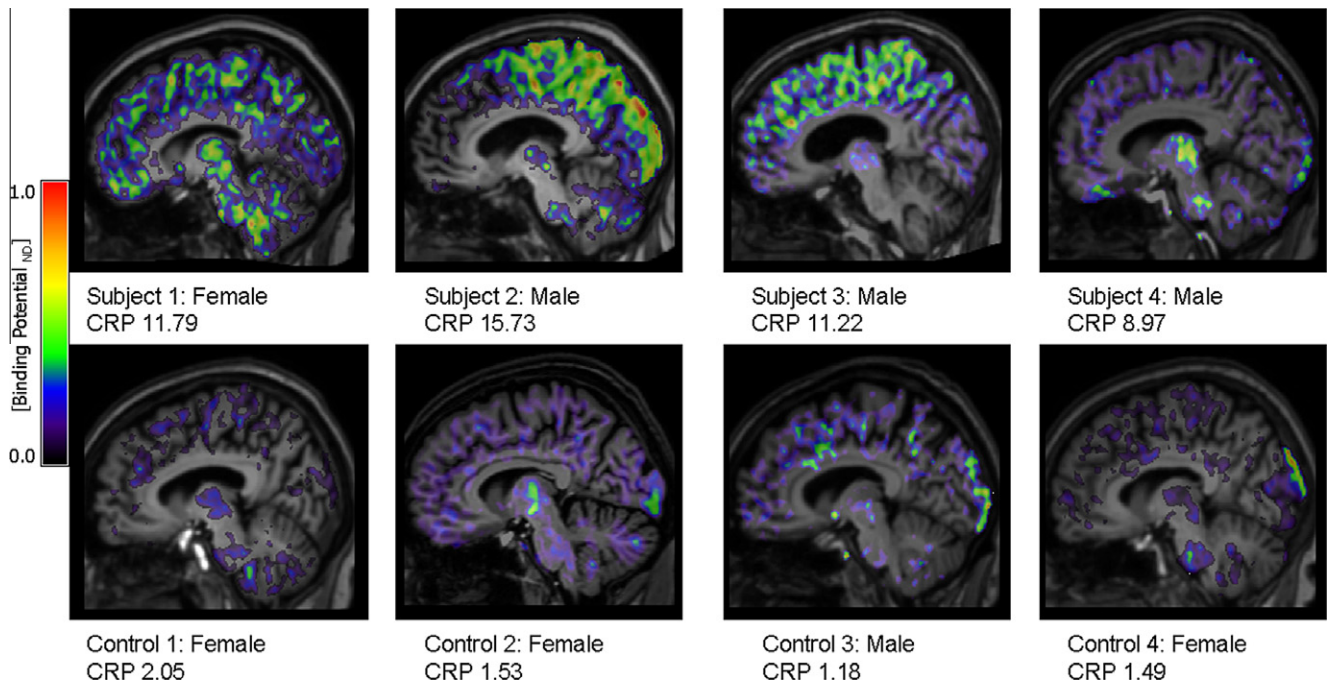 Subject 1: Female
CRP 11.79
Subject 2: Male
CRP 15.73
Subject 3: Male
CRP 11.22
Subject 4: Male
CRP 8.97
1.0
[Binding Potential ND.]
0.0
Control 1: Female
CRP 2.05
Control 2: Female
CRP 1.53
Control 3: Male
CRP 1.18
Control 4: Female
CRP 1.49